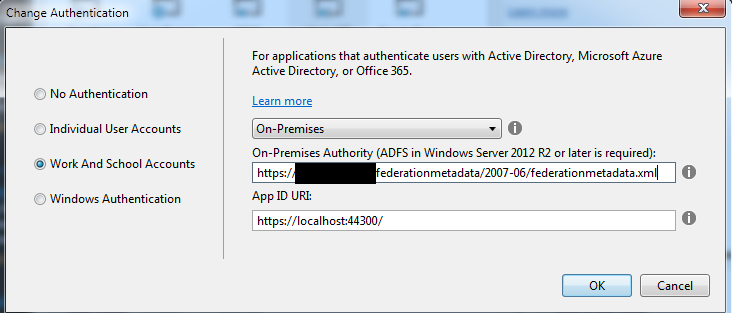 Learn more
Change Authentication
For applications that authenticate users with Active Directory, Microsoft Azure
Active Directory, or Office 365.
Learn more
No Authentication
Individual User Accounts
Work And School Accounts
Windows Authentication
On-Premises
On-Premises Authority (ADFS in Windows Server 2012 R2 or later is required):
https:// federationmetadata/2007-06/federationmetadata.xml
App ID URI:
https://localhost:44300/
OK
Cancel